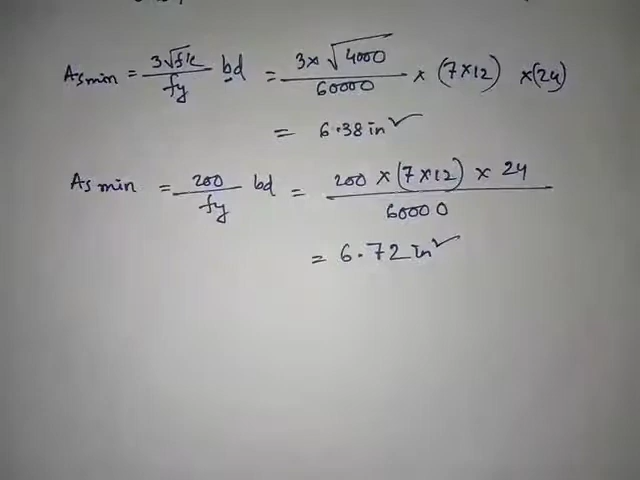 As min = 3√f'c / fy bd = 3×√4000 / 60000 × (7×12) ×(24)
= 6.38 in²
As min = 200 / fy bd = 200 × (7×12) × 24 / 60000
= 6.72 in²